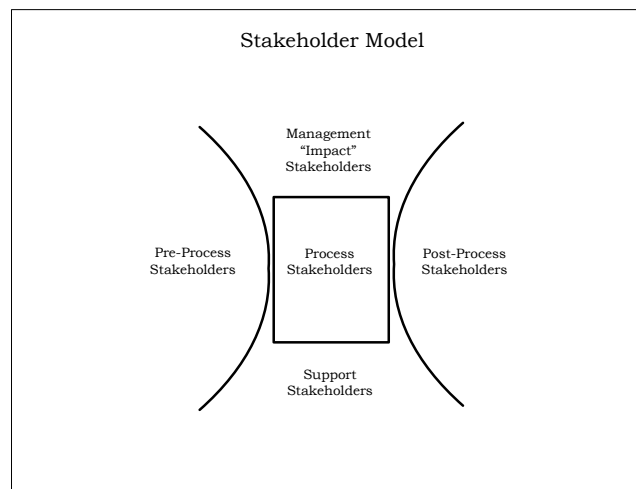 Stakeholder Model
Management
“Impact”
Stakeholders
Pre-Process
Stakeholders
Process
Stakeholders
Post-Process
Stakeholders
Support
Stakeholders